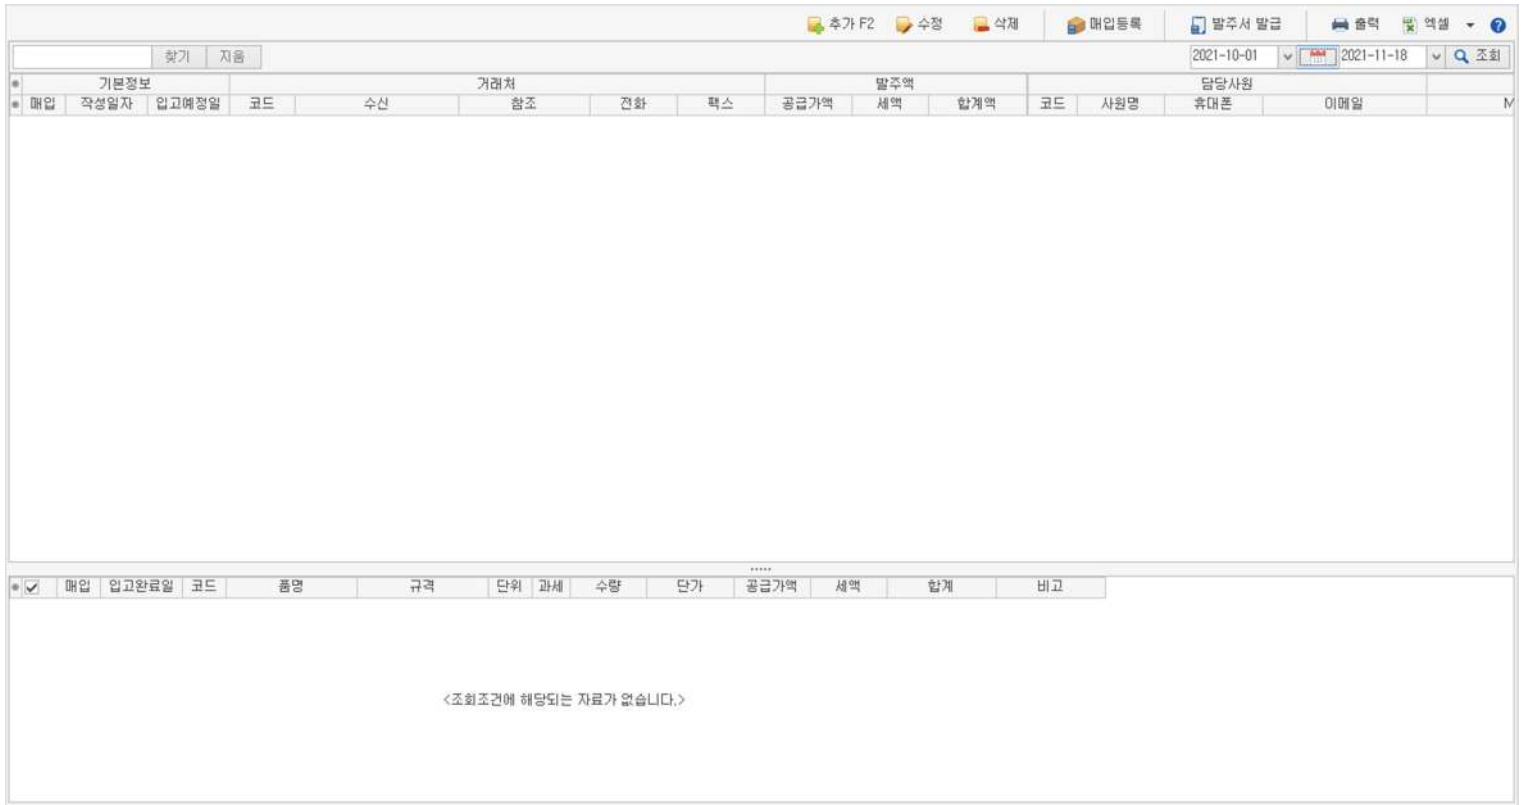 추가 F2 수정 삭제 매입등록 발주서 발급 출력 엑셀
찾기 지움 2021-10-01 2021-11-18 조회
기본정보 거래처 발주액 담당사원
매입 작성일자 입고예정일 코드 수신 참조 전화 팩스 공급가액 세액 합계액 코드 사원명 휴대폰 이메일 M
매입 입고완료일 코드 품명 규격 단위 과세 수량 단가 공급가액 세액 합계 비고
<조회조건에 해당되는 자료가 없습니다.>